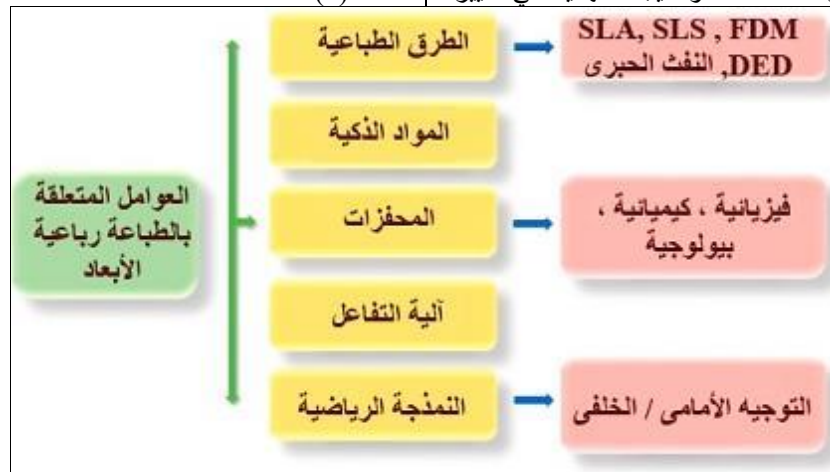 الطرق الطباعية
SLA, SLS , FDM
DED, النفث الحبرى
المواد الذكية
العوامل المتعلقة
بالطباعة رباعية
الأبعاد
المحفزات
فيزيائية ، كيميائية ،
بيولوجية
آلية التفاعل
النمذجة الرياضية
التوجيه الأمامى / الخلفى